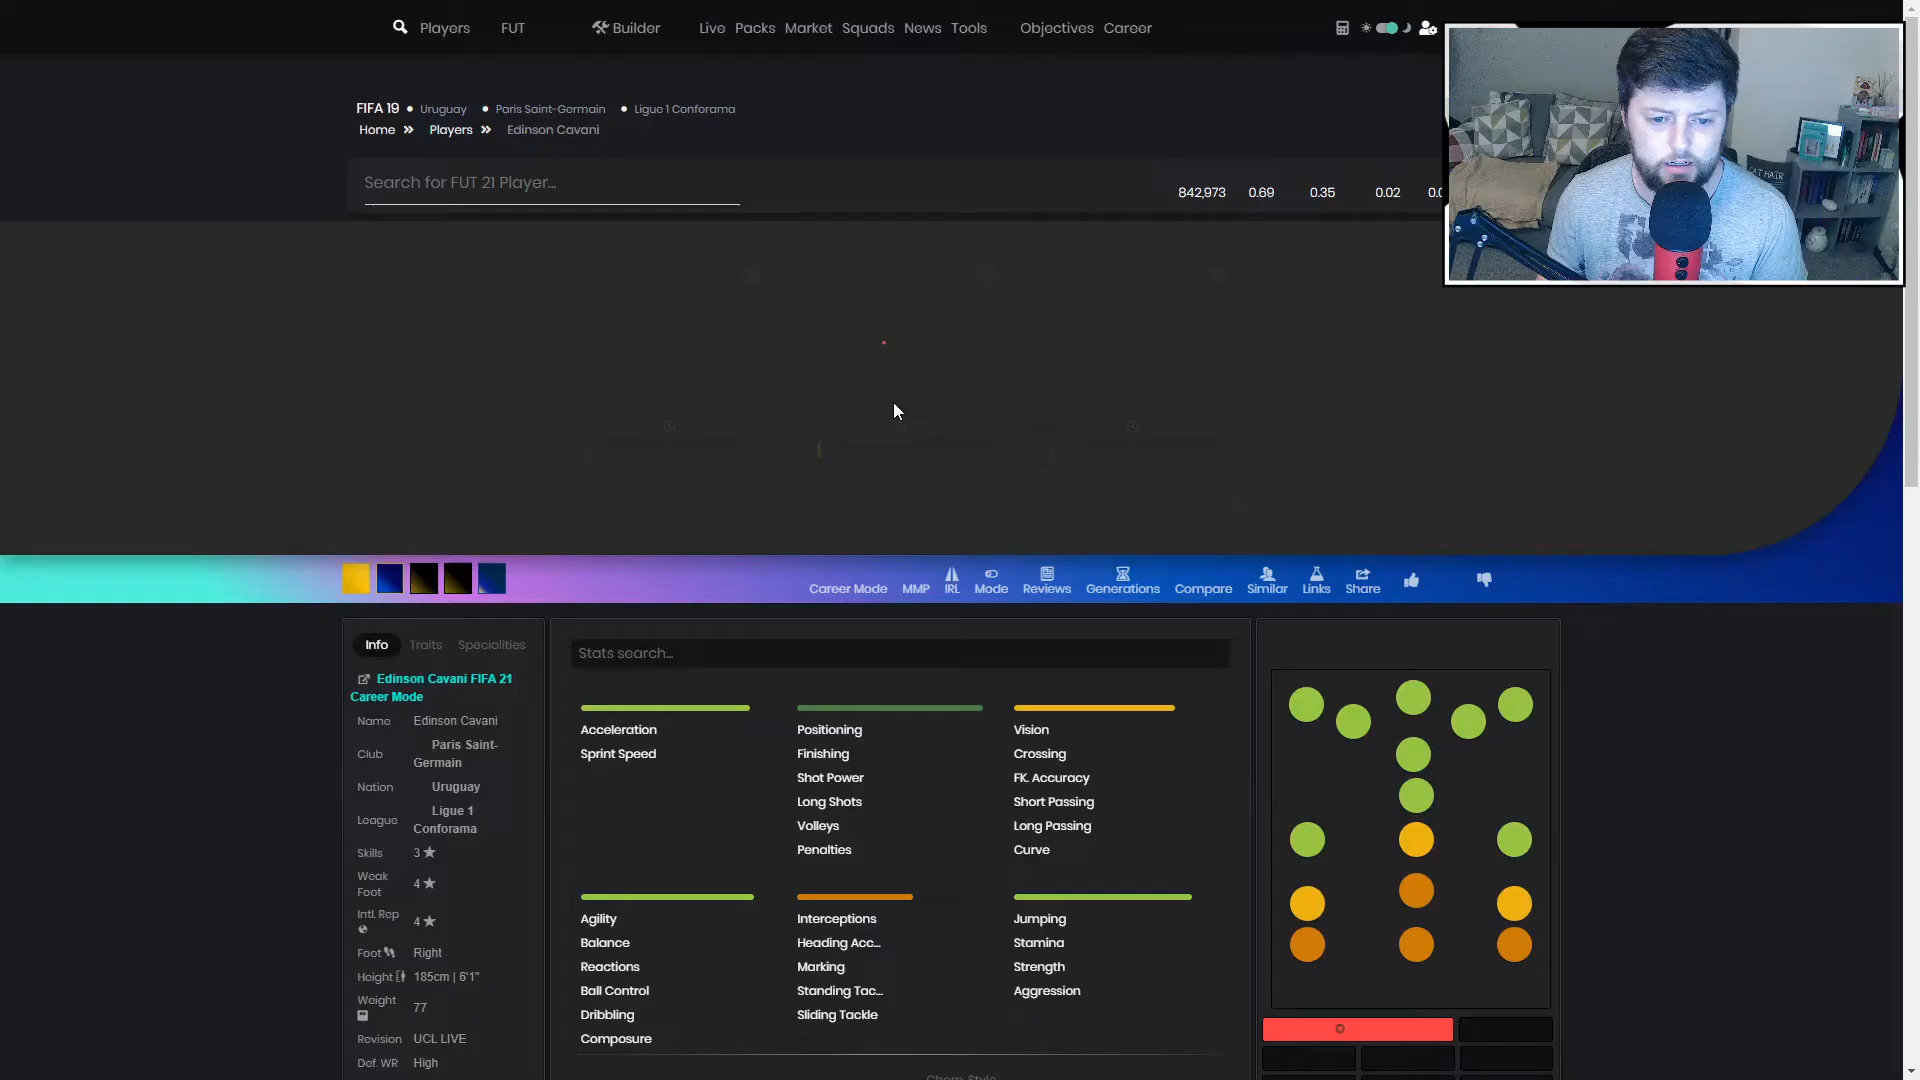 Players FUT Builder Live Packs Market Squads News Tools Objectives Career
FIFA 19 • Uruguay • Paris Saint-Germain • Ligue 1 Conforama
Home » Players » Edinson Cavani
Search for FUT 21 Player...
842,973 0.69 0.35 0.02
Career Mode MMP IRL Mode Reviews Generations Compare Similar Links Share
Info Traits Specialities
Edinson Cavani FIFA 21
Career Mode
Name Edinson Cavani
Club Paris Saint-
Germain
Nation Uruguay
League Ligue 1
Conforama
Skills 3 ★
Weak
Foot 4 ★
Intl. Rep 4 ★
Foot Right
Height 185cm | 6'1"
Weight 77
Revision UCL LIVE
Def. WR High
Stats search...
Acceleration
Sprint Speed
Positioning
Finishing
Shot Power
Long Shots
Volleys
Penalties
Vision
Crossing
FK. Accuracy
Short Passing
Long Passing
Curve
Agility
Balance
Reactions
Ball Control
Dribbling
Composure
Interceptions
Heading Acc...
Marking
Standing Tac...
Sliding Tackle
Jumping
Stamina
Strength
Aggression
Chem Style